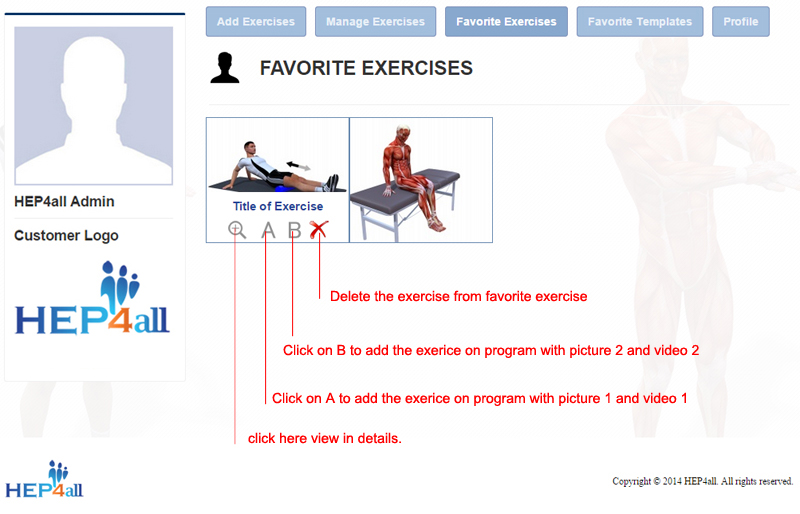 Add Exercises
Manage Exercises
Favorite Exercises
Favorite Templates
Profile
FAVORITE EXERCISES
HEP4all Admin
Customer Logo
HEP4all
Title of Exercise
A B
Delete the exercise from favorite exercise
Click on B to add the exerice on program with picture 2 and video 2
Click on A to add the exerice on program with picture 1 and video 1
click here view in details.
HEP4all
Copyright © 2014 HEP4all. All rights reserved.